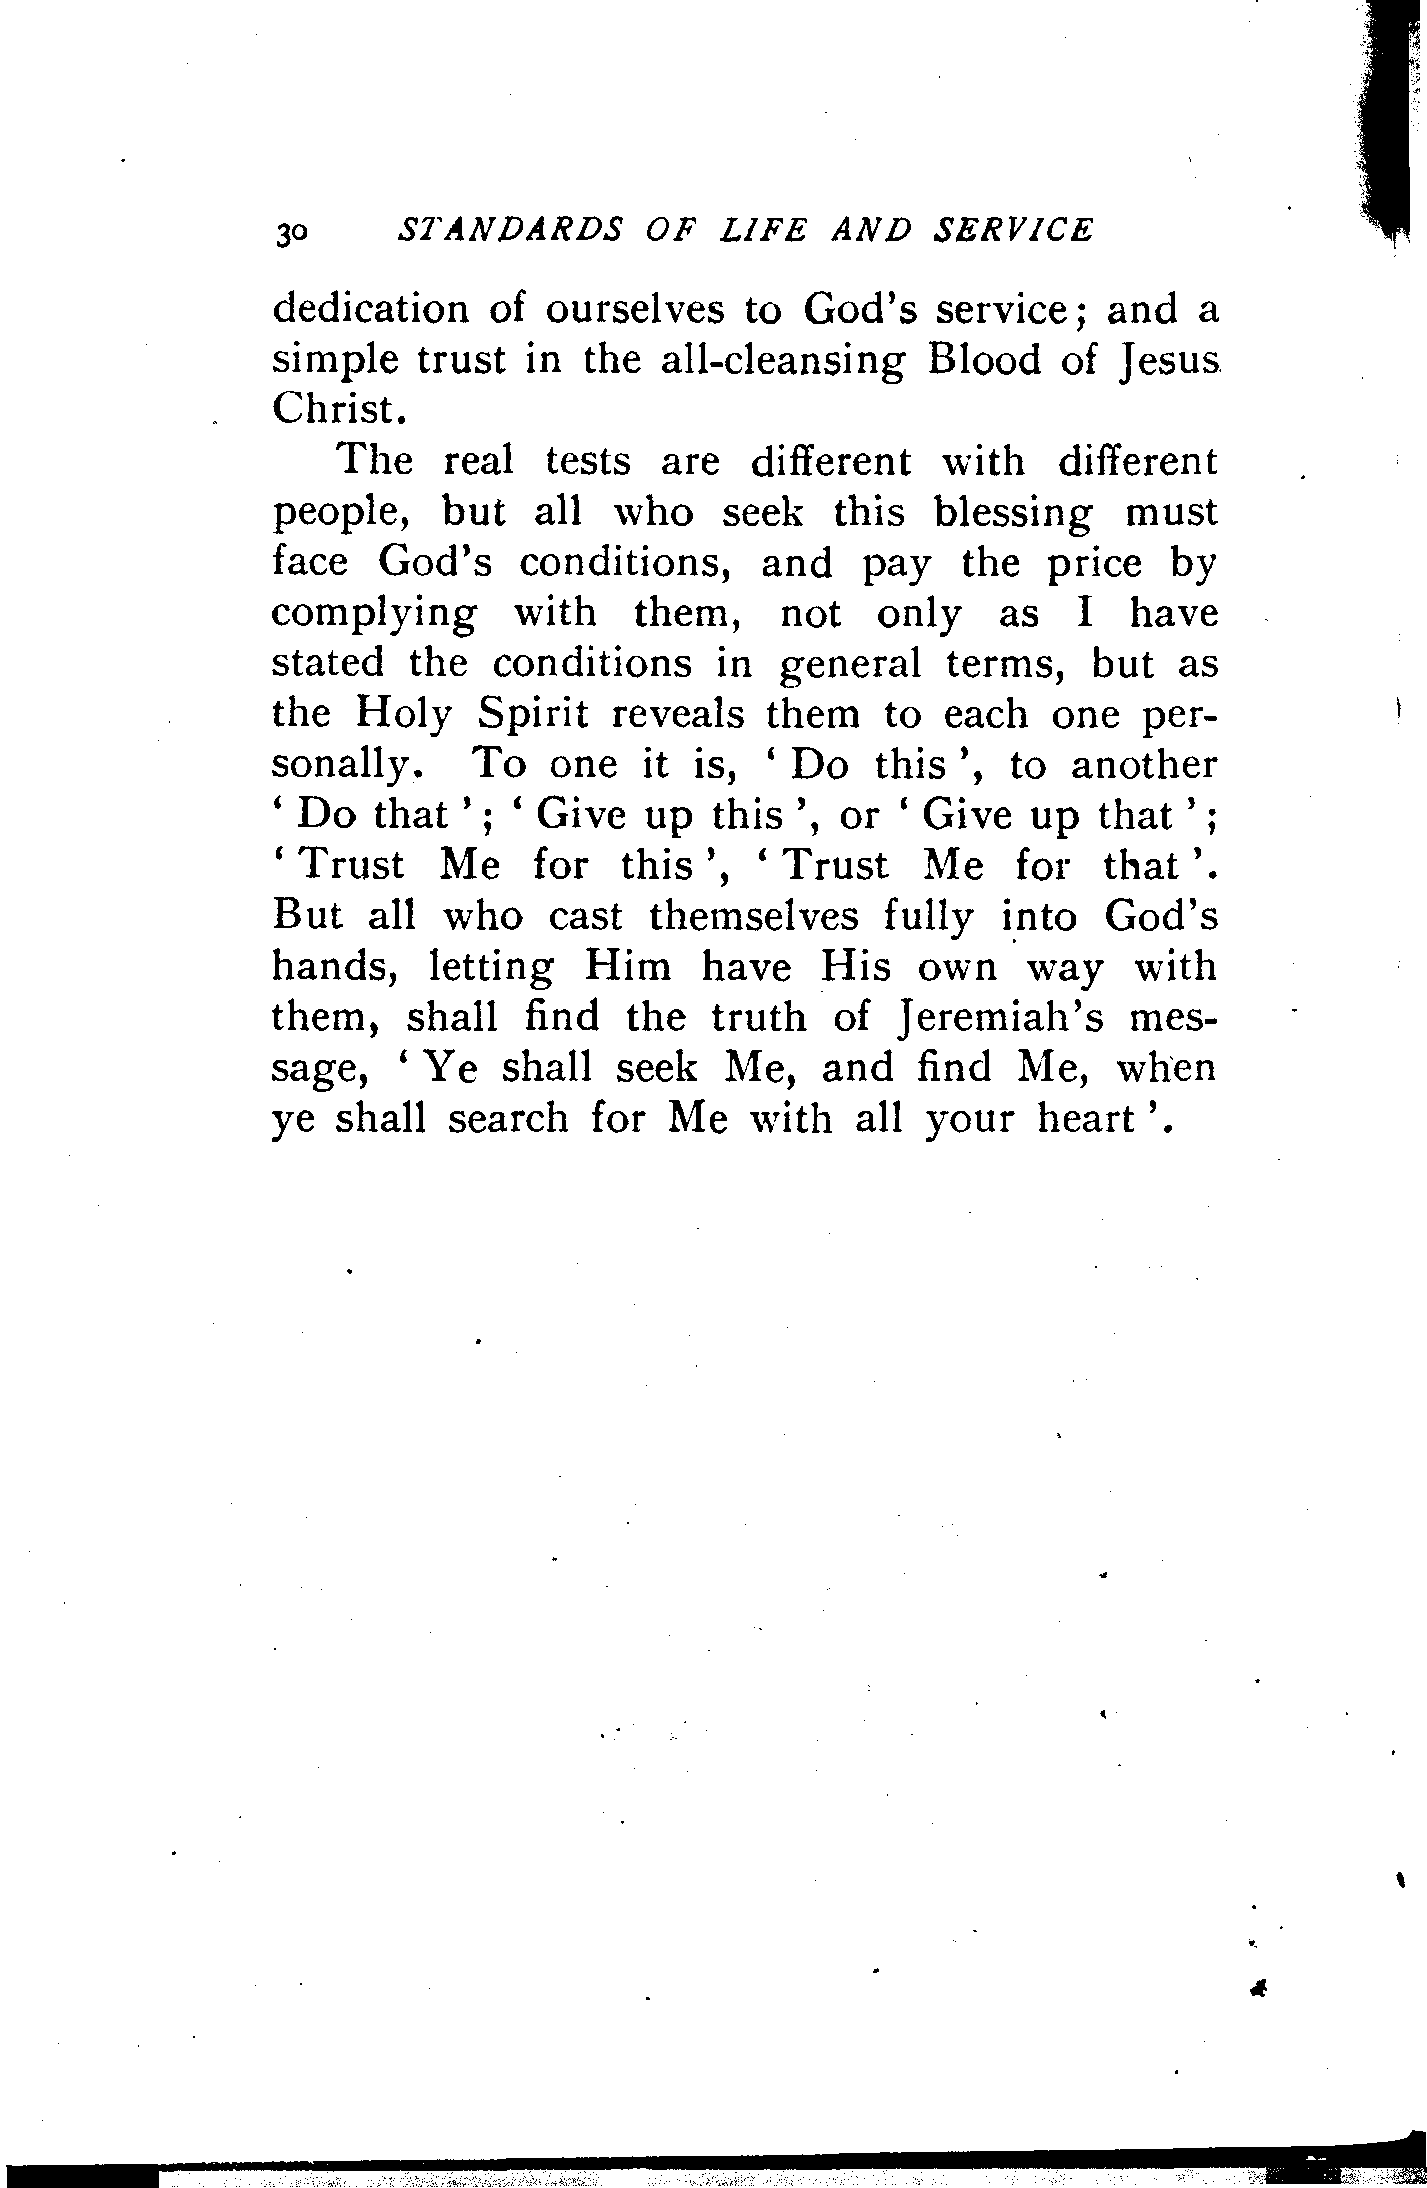 30 STANDARDS OF LIFE AND SERVICE
dedication of ourselves to God's service; and a
simple trust in the all-cleansing Blood of Jesus
Christ.
The real tests are different with different
people, but all who seek this blessing must
face God's conditions, and pay the price by
complying with them, not only as I have
stated the conditions in general terms, but as
the Holy Spirit reveals them to each one per-
sonally. To one it is, ‘ Do this ’, to another
‘ Do that ’ ; ‘ Give up this ’, or ‘ Give up that ’ ;
‘ Trust Me for this ’, ‘ Trust Me for that ’.
But all who cast themselves fully into God's
hands, letting Him have His own way with
them, shall find the truth of Jeremiah's mes-
sage, ‘ Ye shall seek Me, and find Me, when
ye shall search for Me with all your heart ’.